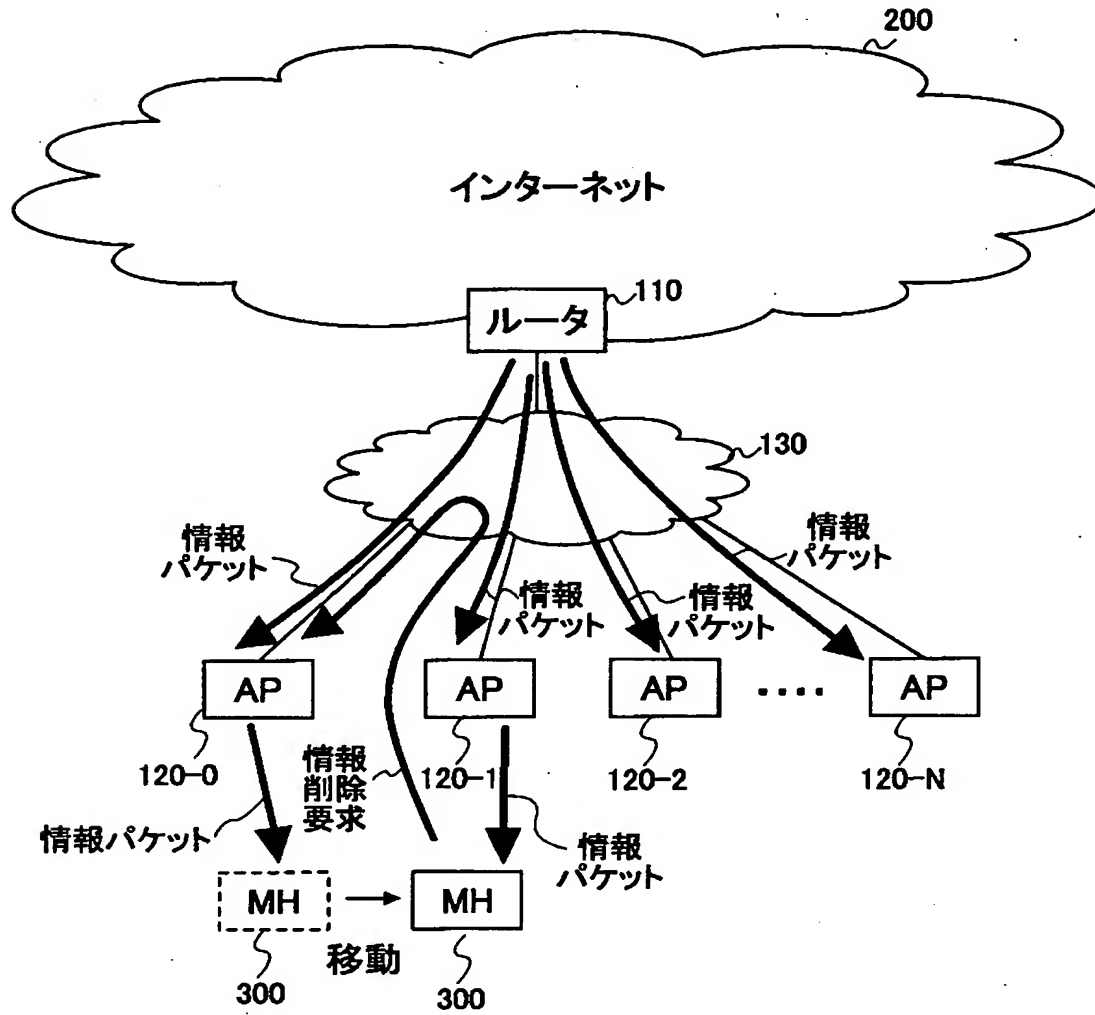 200
インターネット
110
ルータ
130
情報
パケット
情報
パケット
情報
パケット
情報
パケット
AP
AP
AP
....
AP
120-0
120-1
120-2
120-N
情報
削除
要求
情報パケット
情報
パケット
MH
MH
移動
300
300